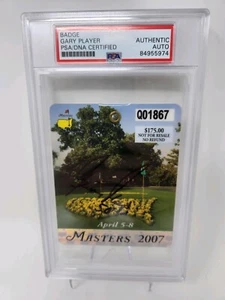 BADGE
GARY PLAYER
PSA/DNA CERTIFIED
AUTHENTIC
AUTO
PSA
84955974
Q01867
$175.00
NOT FOR RESALE
NO REFUND
April 5-8
MASTERS 2007